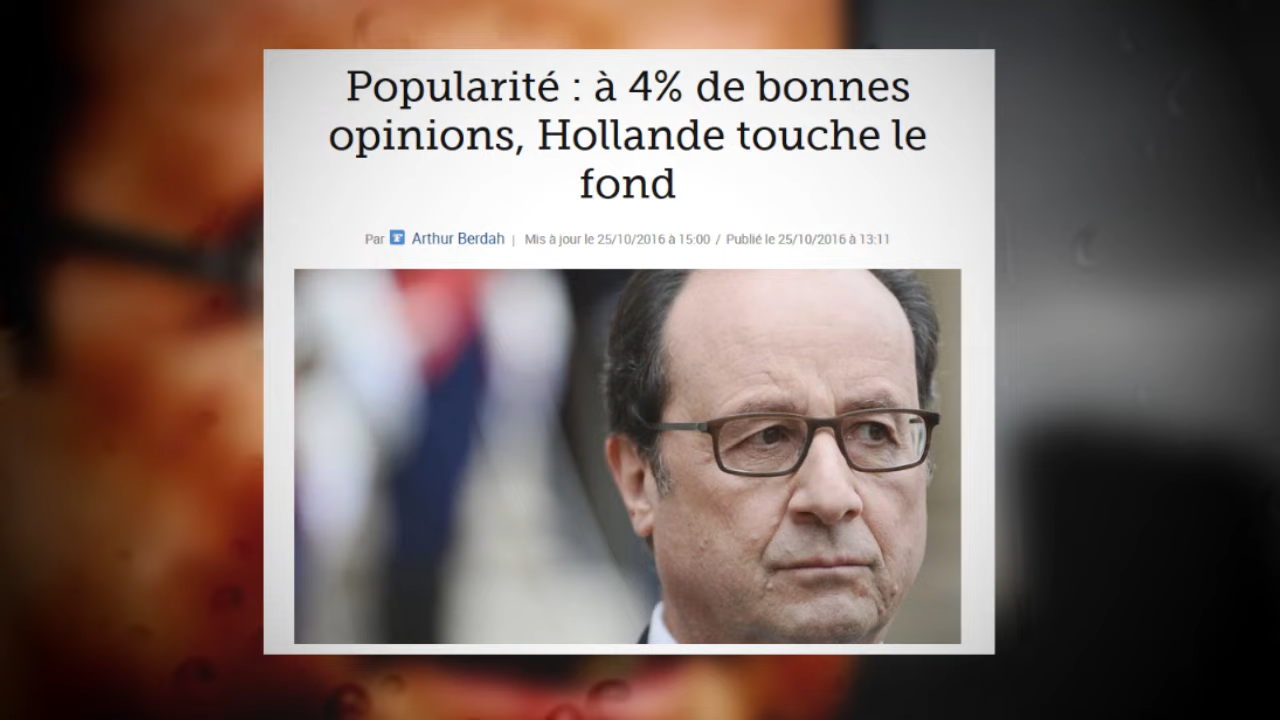 Popularité : à 4% de bonnes
opinions, Hollande touche le
fond
Par Arthur Berdah | Mis à jour le 25/10/2016 à 15:00 / Publié le 25/10/2016 à 13:11